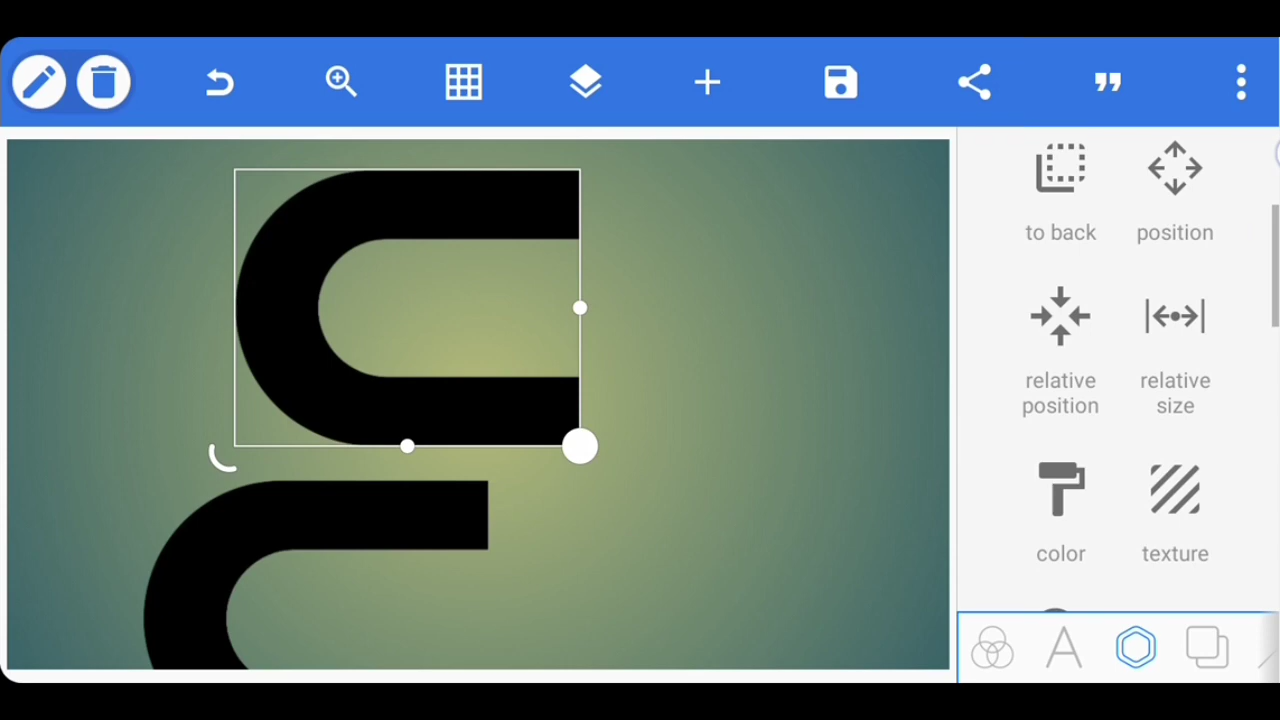 to back
position
relative
position
relative
size
color
texture